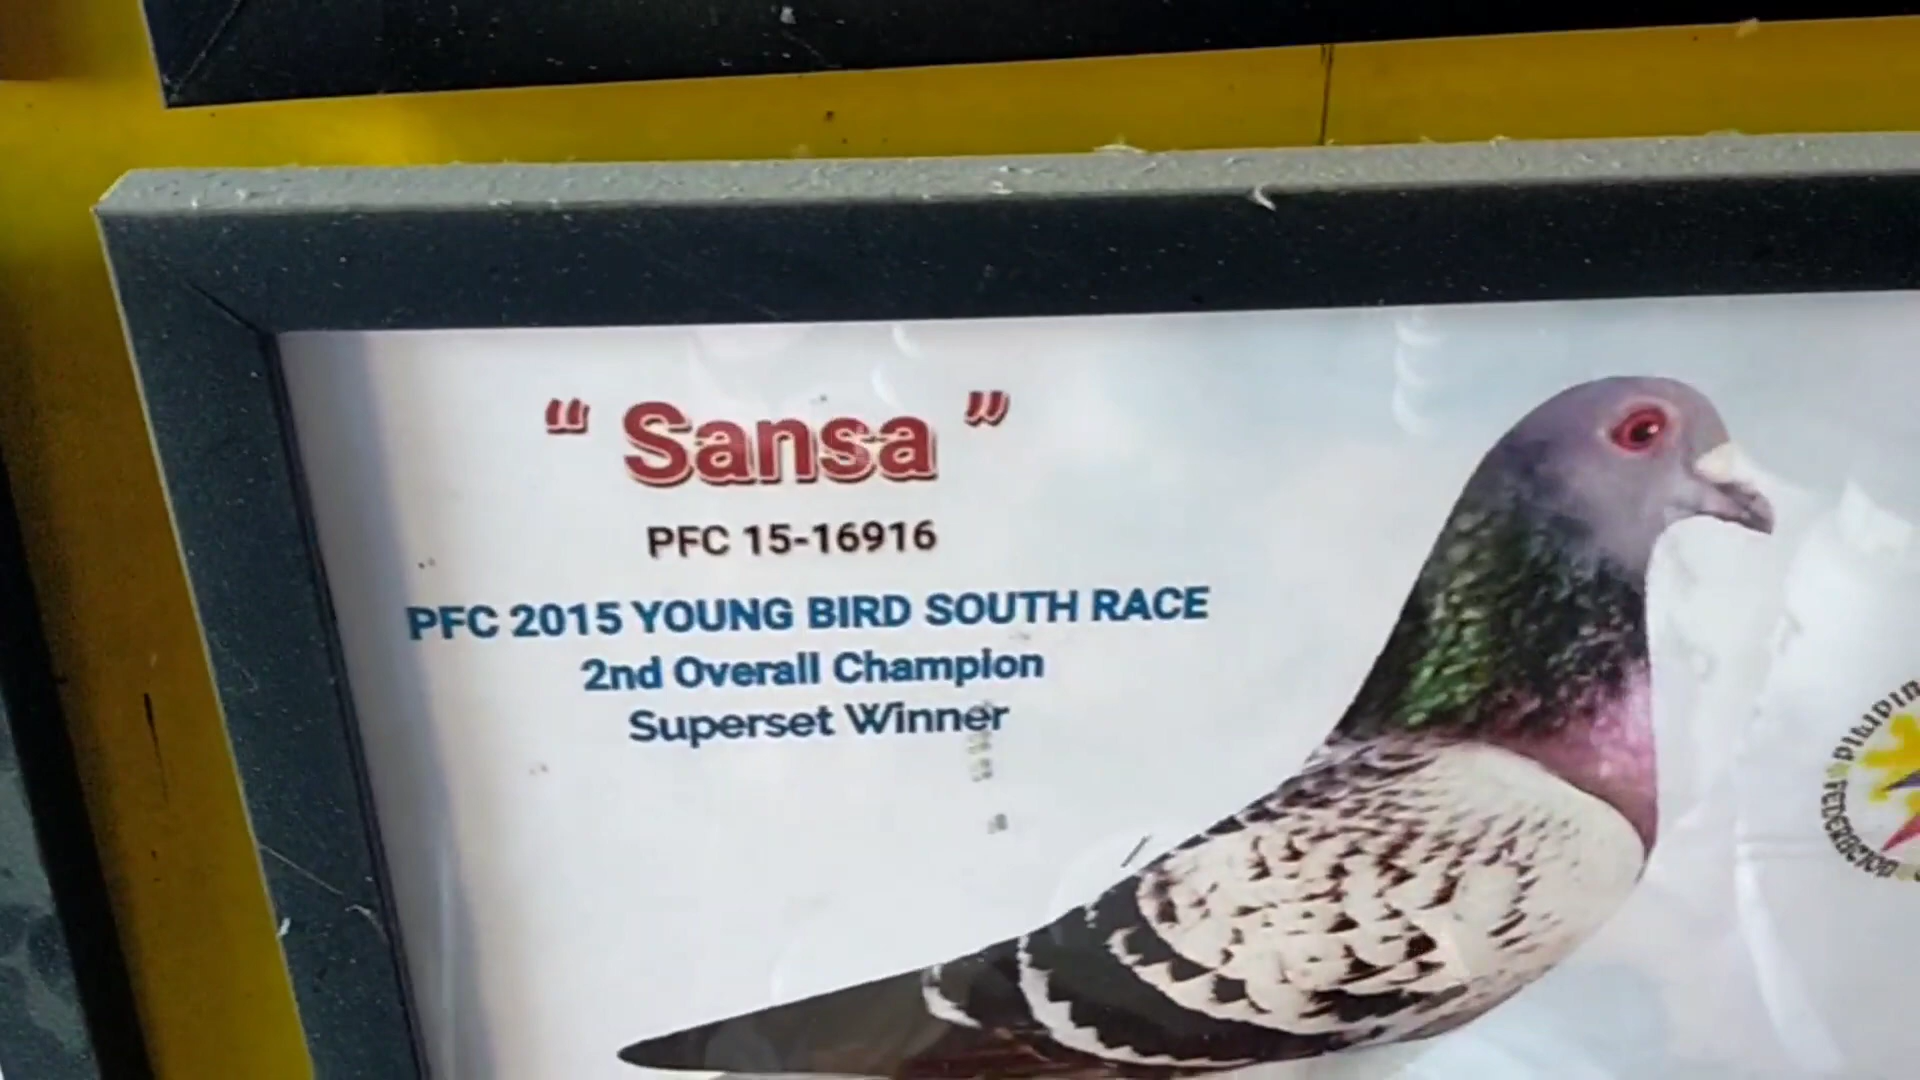 “ Sansa ”
PFC 15-16916
PFC 2015 YOUNG BIRD SOUTH RACE
2nd Overall Champion
Superset Winner